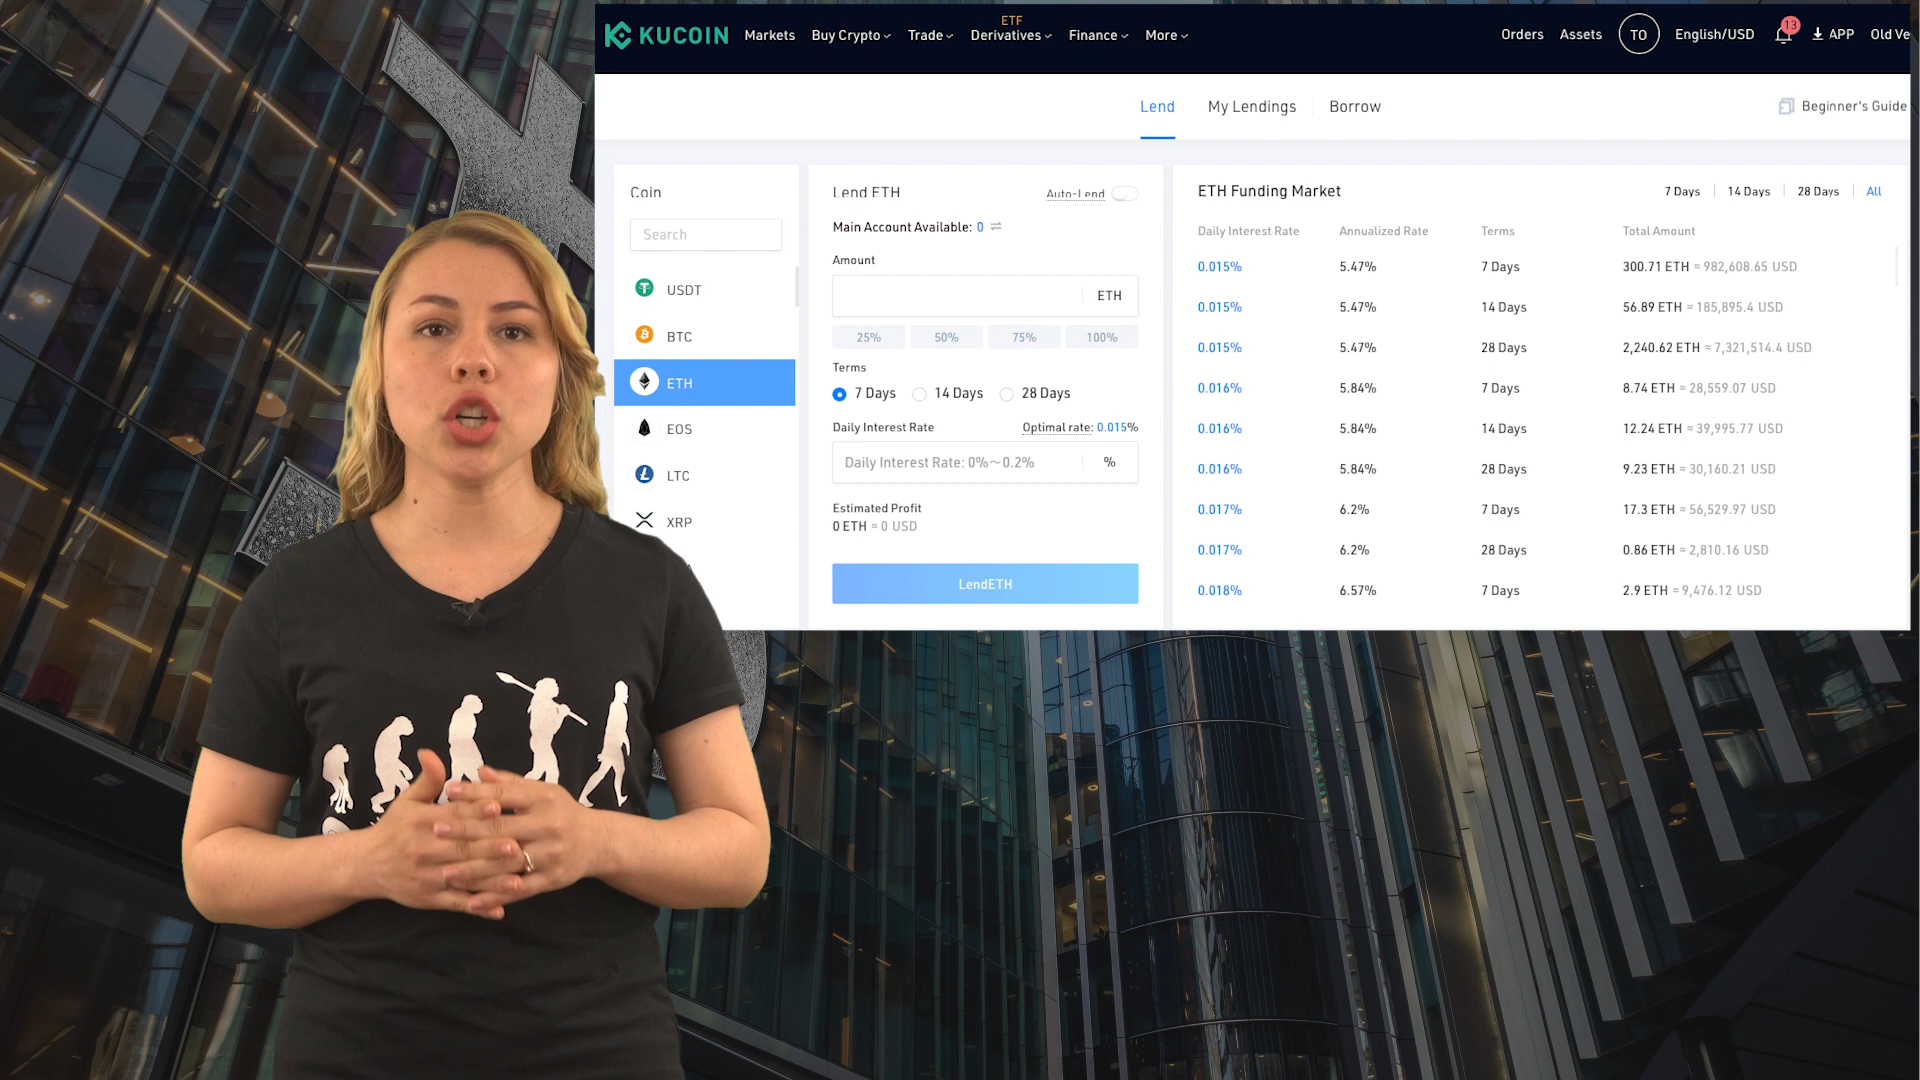 KUCOIN Markets Buy Crypto Trade ETF Derivatives Finance More Orders Assets TO English/USD 13 APP Old Ve
Lend My Lendings Borrow Beginner's Guide
Coin
Search
USDT
BTC
ETH
EOS
LTC
XRP
Lend ETH Auto-Lend
Main Account Available: 0
Amount
ETH
25% 50% 75% 100%
Terms
7 Days 14 Days 28 Days
Daily Interest Rate Optimal rate: 0.015%
Daily Interest Rate: 0%~0.2% %
Estimated Profit
0 ETH ≈ 0 USD
LendETH
ETH Funding Market 7 Days 14 Days 28 Days All
Daily Interest Rate Annualized Rate Terms Total Amount
0.015% 5.47% 7 Days 300.71 ETH ≈ 982,608.65 USD
0.015% 5.47% 14 Days 56.89 ETH ≈ 185,895.4 USD
0.015% 5.47% 28 Days 2,240.62 ETH ≈ 7,321,514.4 USD
0.016% 5.84% 7 Days 8.74 ETH ≈ 28,559.07 USD
0.016% 5.84% 14 Days 12.24 ETH ≈ 39,995.77 USD
0.016% 5.84% 28 Days 9.23 ETH ≈ 30,160.21 USD
0.017% 6.2% 7 Days 17.3 ETH ≈ 56,529.97 USD
0.017% 6.2% 28 Days 0.86 ETH ≈ 2,810.16 USD
0.018% 6.57% 7 Days 2.9 ETH ≈ 9,476.12 USD